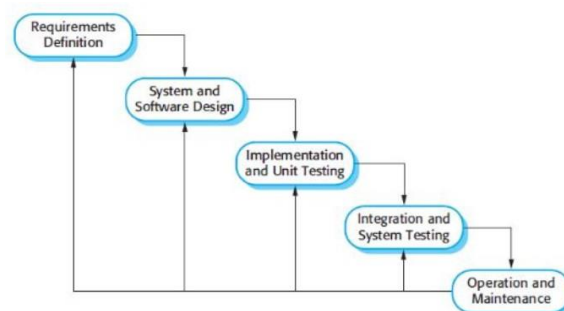 Requirements
Definition
System and
Software Design
Implementation
and Unit Testing
Integration and
System Testing
Operation and
Maintenance